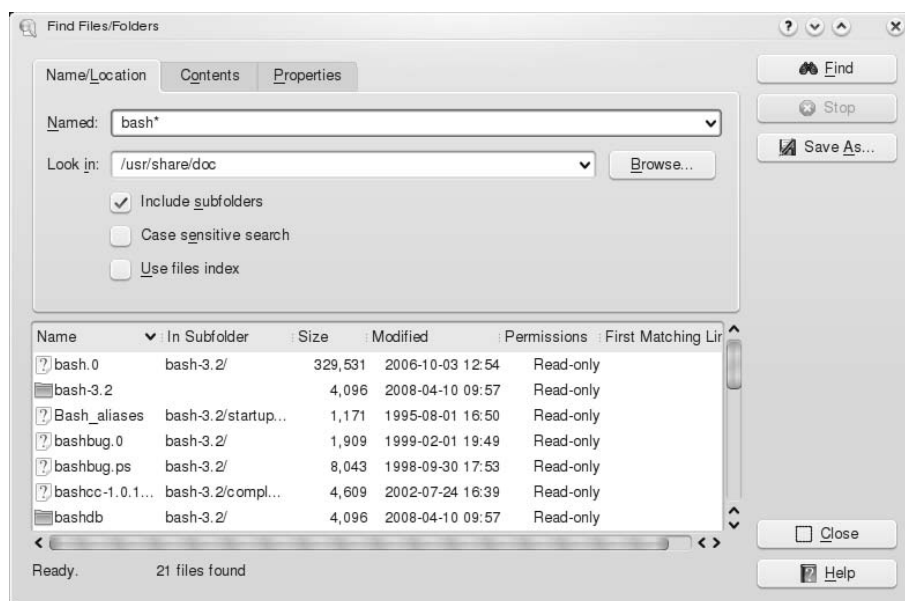 Find Files/Folders
Name/Location Contents Properties
Named: bash*
Look in: /usr/share/doc Browse...
Include subfolders
Case sensitive search
Use files index
Find
Stop
Save As...
Name In Subfolder Size Modified Permissions First Matching Lin
bash.0 bash-3.2/ 329,531 2006-10-03 12:54 Read-only
bash-3.2 4,096 2008-04-10 09:57 Read-only
Bash_aliases bash-3.2/startup... 1,171 1995-08-01 16:50 Read-only
bashbug.0 bash-3.2/ 1,909 1999-02-01 19:49 Read-only
bashbug.ps bash-3.2/ 8,043 1998-09-30 17:53 Read-only
bashcc-1.0.1... bash-3.2/compl... 4,609 2002-07-24 16:39 Read-only
bashdb bash-3.2/ 4,096 2008-04-10 09:57 Read-only
Ready. 21 files found
Close
Help